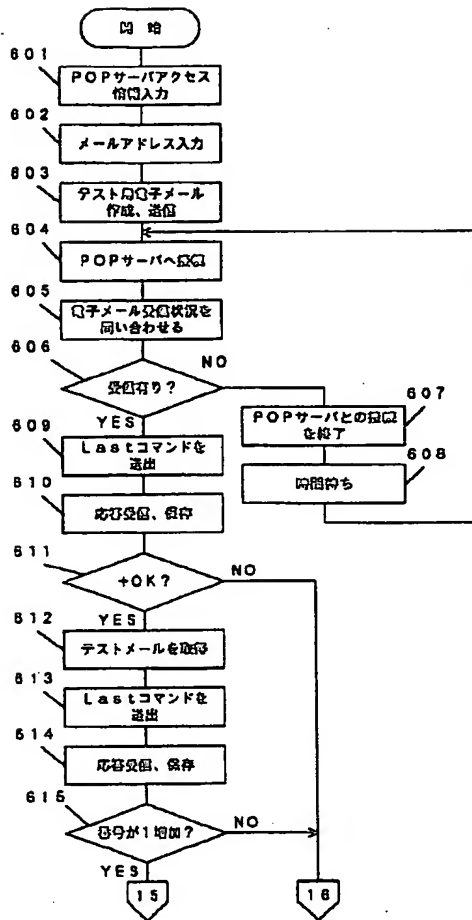 開始
601
POPサーバアクセス
情報入力
602
メールアドレス入力
603
テスト用電子メール
作成、送信
604
POPサーバへ接続
605
電子メール受信状況を
問い合わせる
606
受信有り?
NO
YES
607
POPサーバとの接続
を終了
608
時間待ち
609
Lastコマンドを
送出
610
応答受信、保存
611
+OK?
NO
YES
612
テストメールを取得
613
Lastコマンドを
送出
614
応答受信、保存
615
番号が1増加?
NO
YES
15
16